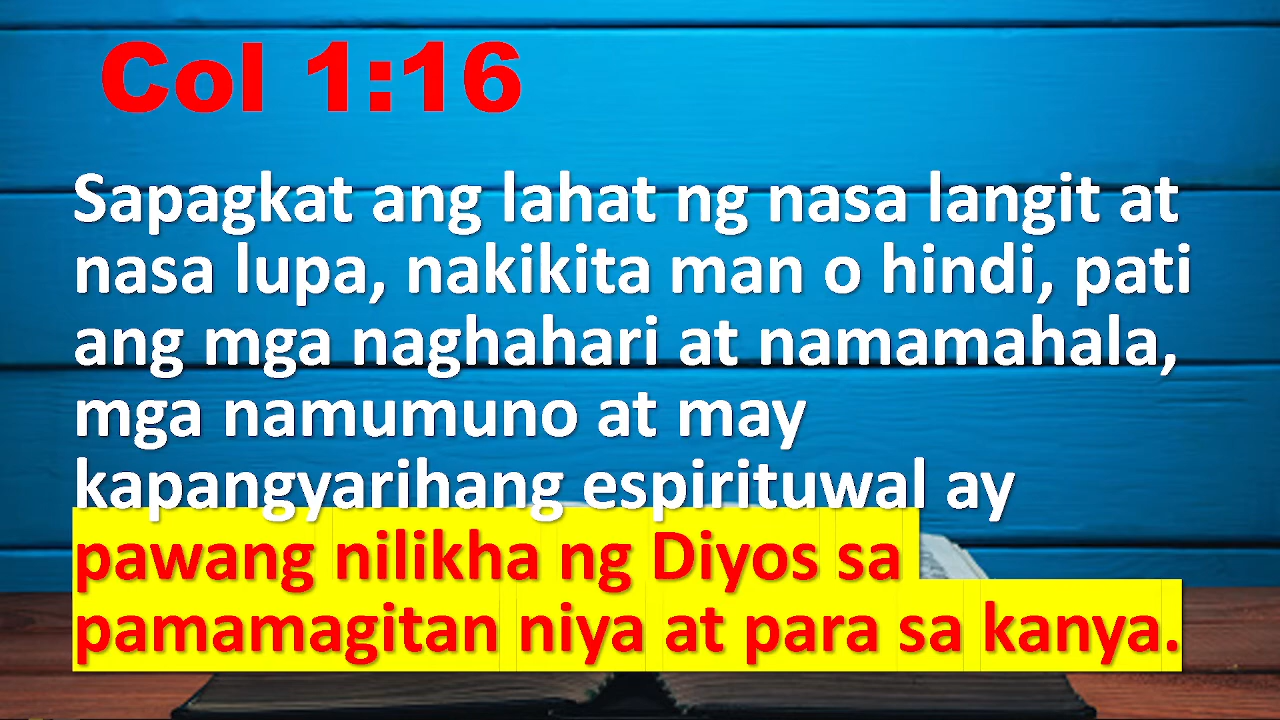 Col 1:16
Sapagkat ang lahat ng nasa langit at
nasa lupa, nakikita man o hindi, pati
ang mga naghahari at namamahala,
mga namumuno at may
kapangyarihang espirituwal ay
pawang nilikha ng Diyos sa
pamamagitan niya at para sa kanya.